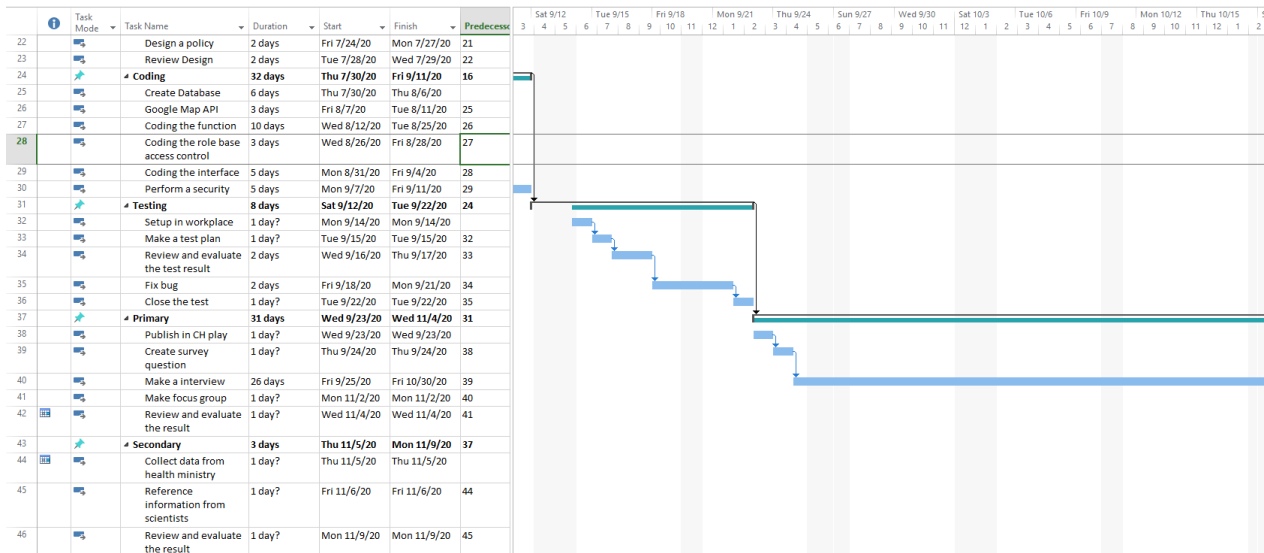 Task Mode Task Name Duration Start Finish Predecesso
Sat 9/12 Tue 9/15 Fri 9/18 Mon 9/21 Thu 9/24 Sun 9/27 Wed 9/30 Sat 10/3 Tue 10/6 Fri 10/9 Mon 10/12 Thu 10/15 S
3 4 5 6 7 8 9 10 11 12 1 2 3 4 5 6 7 8 9 10 11 12 1 2 3 4 5 6 7 8 9 10 11 12 1 2
22 Design a policy 2 days Fri 7/24/20 Mon 7/27/20 21
23 Review Design 2 days Tue 7/28/20 Wed 7/29/20 22
24 Coding 32 days Thu 7/30/20 Fri 9/11/20 16
25 Create Database 6 days Thu 7/30/20 Thu 8/6/20
26 Google Map API 3 days Fri 8/7/20 Tue 8/11/20 25
27 Coding the function 10 days Wed 8/12/20 Tue 8/25/20 26
28 Coding the role base 3 days Wed 8/26/20 Fri 8/28/20 27
access control
29 Coding the interface 5 days Mon 8/31/20 Fri 9/4/20 28
30 Perform a security 5 days Mon 9/7/20 Fri 9/11/20 29
31 Testing 8 days Sat 9/12/20 Tue 9/22/20 24
32 Setup in workplace 1 day? Mon 9/14/20 Mon 9/14/20
33 Make a test plan 1 day? Tue 9/15/20 Tue 9/15/20 32
34 Review and evaluate 2 days Wed 9/16/20 Thu 9/17/20 33
the test result
35 Fix bug 2 days Fri 9/18/20 Mon 9/21/20 34
36 Close the test 1 day? Tue 9/22/20 Tue 9/22/20 35
37 Primary 31 days Wed 9/23/20 Wed 11/4/20 31
38 Publish in CH play 1 day? Wed 9/23/20 Wed 9/23/20
39 Create survey 1 day? Thu 9/24/20 Thu 9/24/20 38
question
40 Make a interview 26 days Fri 9/25/20 Fri 10/30/20 39
41 Make focus group 1 day? Mon 11/2/20 Mon 11/2/20 40
42 Review and evaluate 1 day? Wed 11/4/20 Wed 11/4/20 41
the result
43 Secondary 3 days Thu 11/5/20 Mon 11/9/20 37
44 Collect data from 1 day? Thu 11/5/20 Thu 11/5/20
health ministry
45 Reference 1 day? Fri 11/6/20 Fri 11/6/20 44
information from
scientists
46 Review and evaluate 1 day? Mon 11/9/20 Mon 11/9/20 45
the result